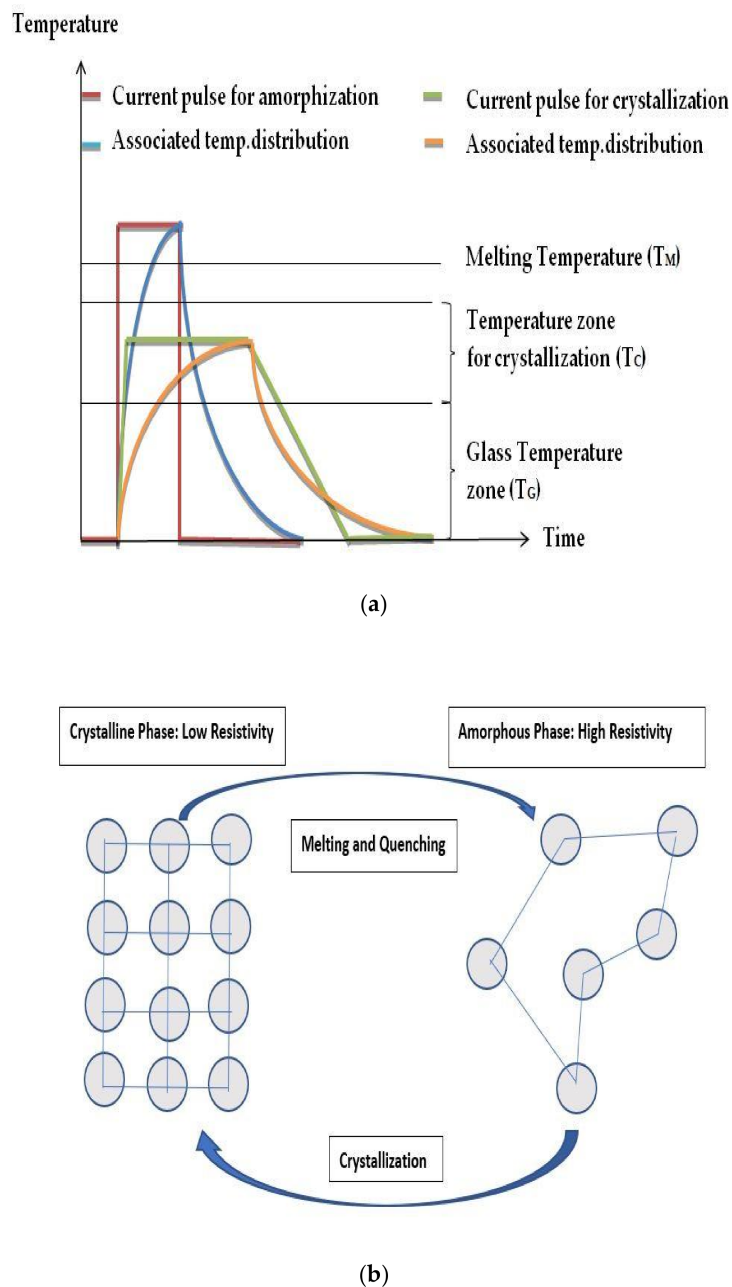 Temperature
Current pulse for amorphization
Current pulse for crystallization
Associated temp.distribution
Associated temp.distribution
Melting Temperature (TM)
Temperature zone
for crystallization (TC)
Glass Temperature
zone (TG)
Time
(a)
Crystalline Phase: Low Resistivity
Amorphous Phase: High Resistivity
Melting and Quenching
Crystallization
(b)